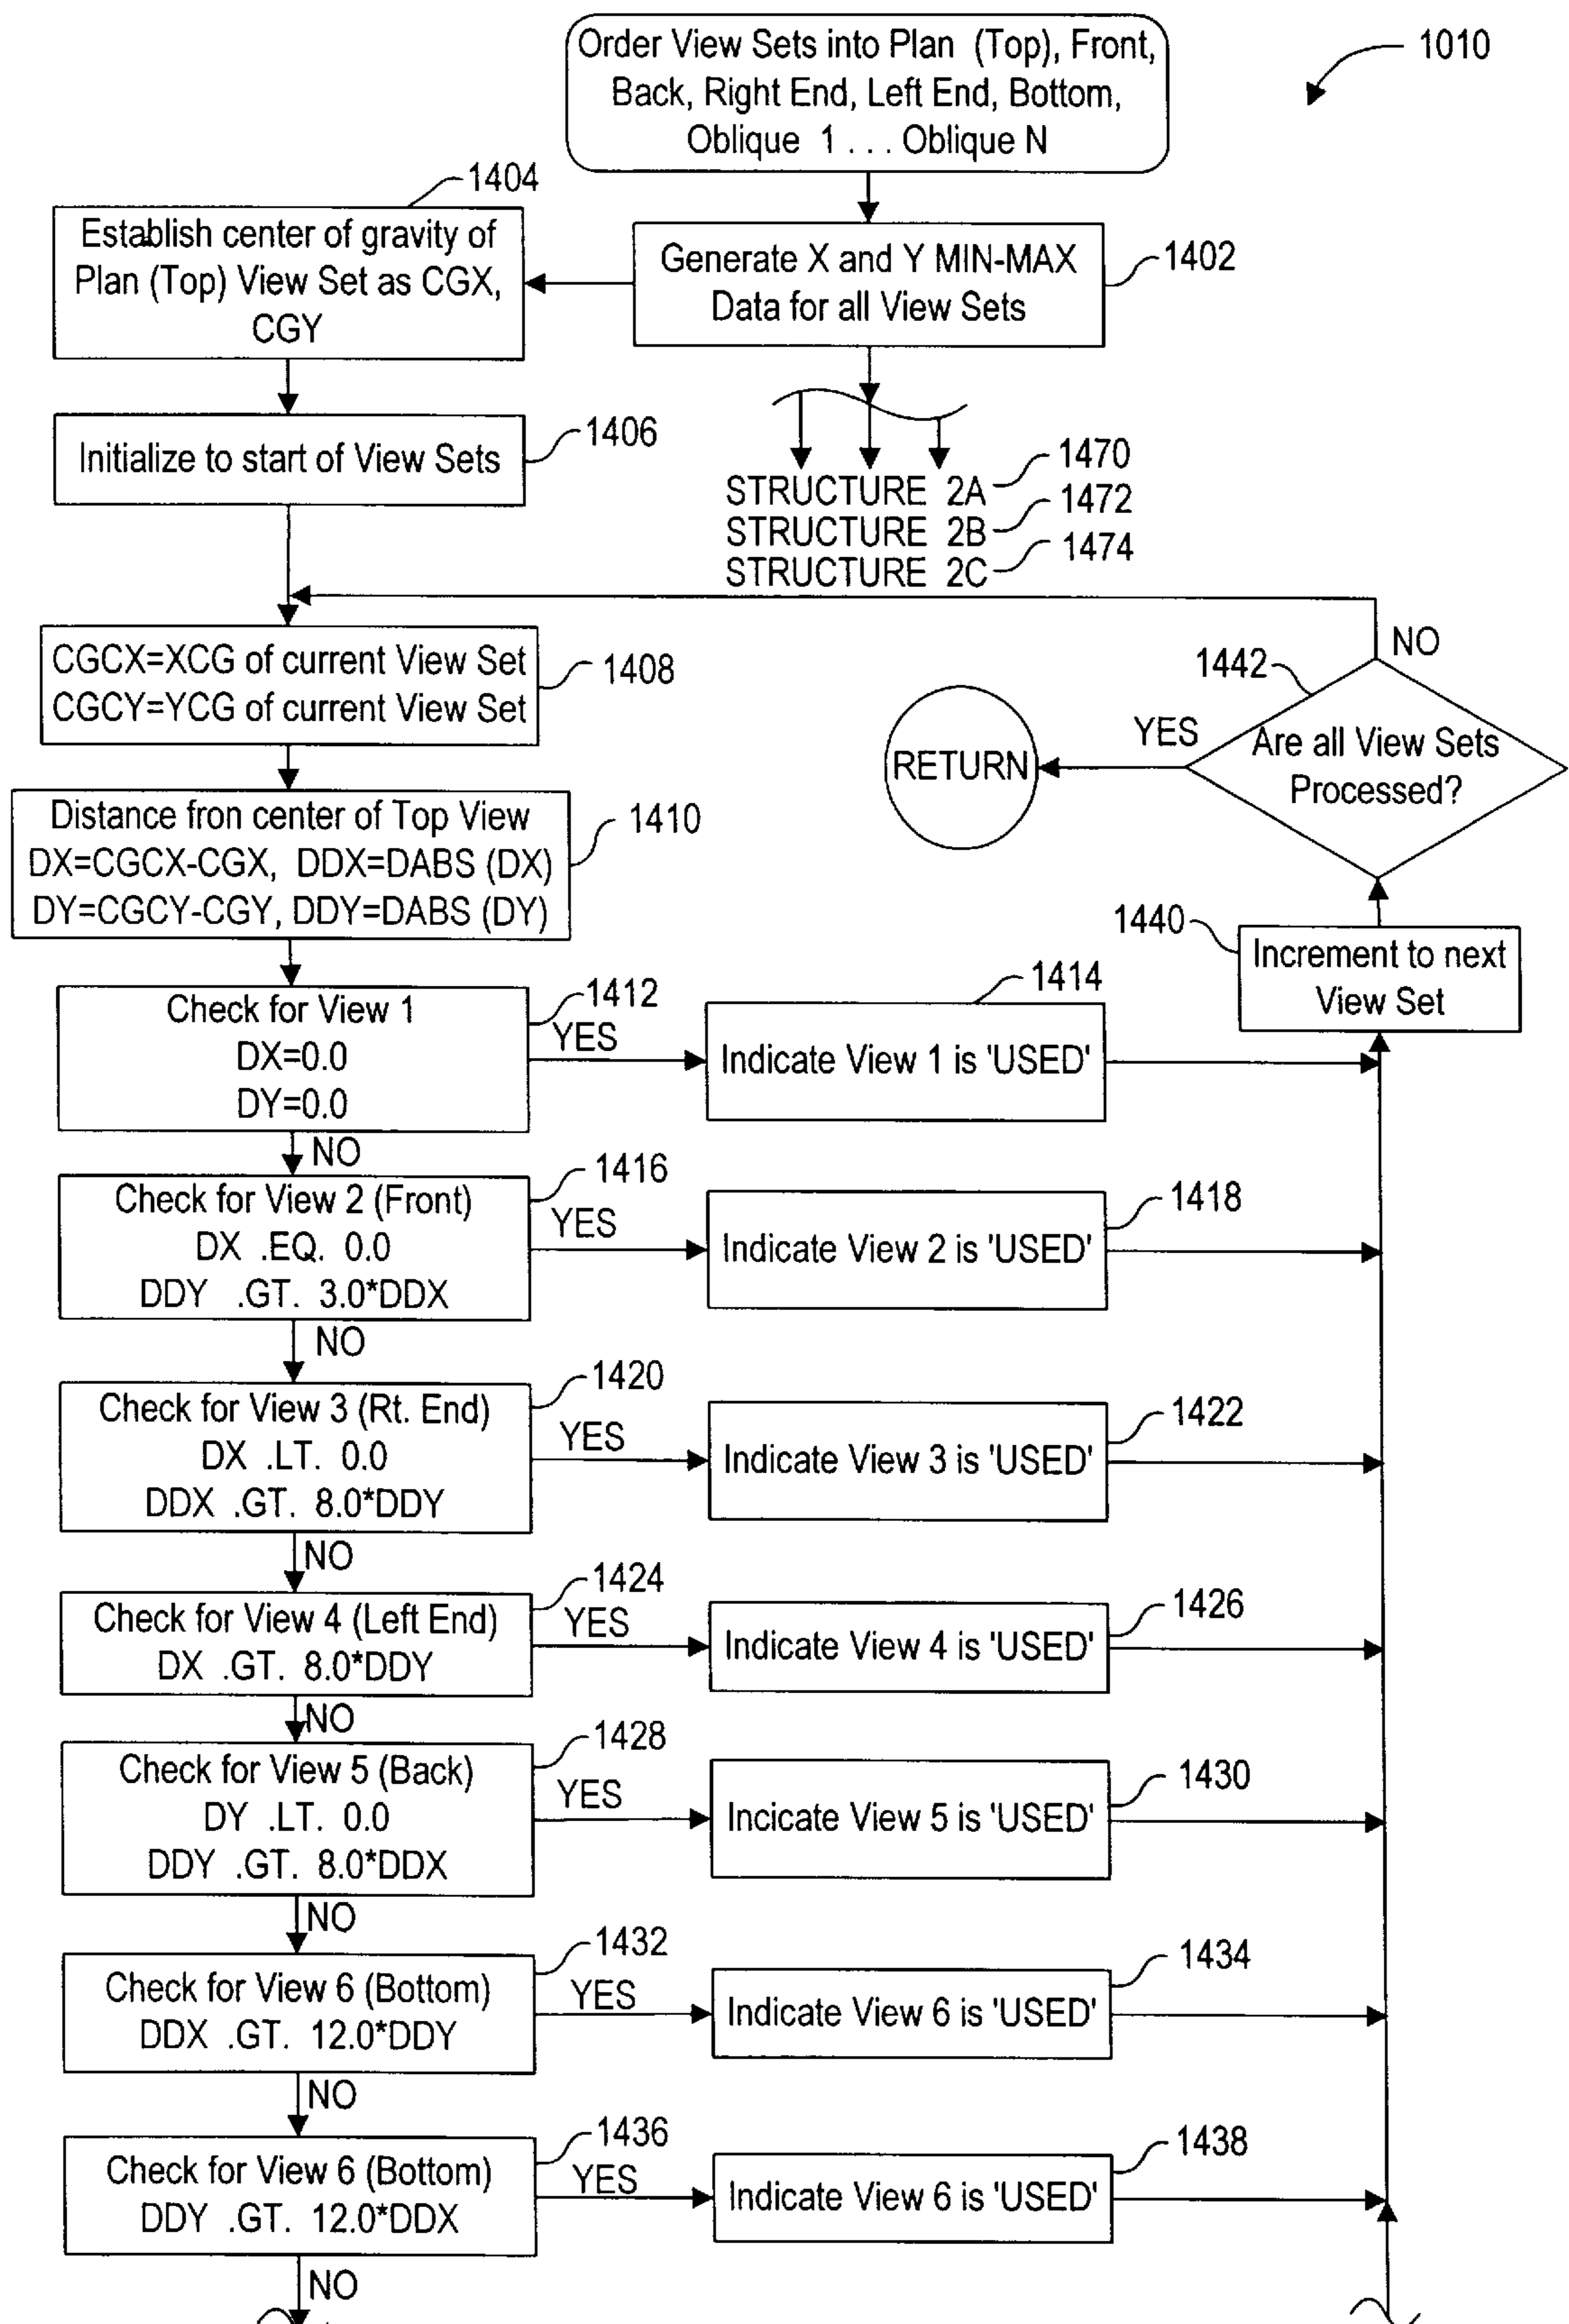 Order View Sets into Plan (Top), Front,
Back, Right End, Left End, Bottom,
Oblique 1 . . . Oblique N
1010
1404
Establish center of gravity of
Plan (Top) View Set as CGX,
CGY
Generate X and Y MIN-MAX
Data for all View Sets
1402
Initialize to start of View Sets
1406
STRUCTURE 2A
1470
STRUCTURE 2B
1472
STRUCTURE 2C
1474
CGCX=XCG of current View Set
CGCY=YCG of current View Set
1408
NO
1442
YES
Are all View Sets
Processed?
RETURN
Distance fron center of Top View
DX=CGCX-CGX, DDX=DABS (DX)
DY=CGCY-CGY, DDY=DABS (DY)
1410
1440
Increment to next
View Set
Check for View 1
DX=0.0
DY=0.0
1412
YES
1414
Indicate View 1 is 'USED'
NO
Check for View 2 (Front)
DX .EQ. 0.0
DDY .GT. 3.0*DDX
1416
YES
1418
Indicate View 2 is 'USED'
NO
Check for View 3 (Rt. End)
DX .LT. 0.0
DDX .GT. 8.0*DDY
1420
YES
1422
Indicate View 3 is 'USED'
NO
Check for View 4 (Left End)
DX .GT. 8.0*DDY
1424
YES
1426
Indicate View 4 is 'USED'
NO
Check for View 5 (Back)
DY .LT. 0.0
DDY .GT. 8.0*DDX
1428
YES
1430
Incicate View 5 is 'USED'
NO
Check for View 6 (Bottom)
DDX .GT. 12.0*DDY
1432
YES
1434
Indicate View 6 is 'USED'
NO
Check for View 6 (Bottom)
DDY .GT. 12.0*DDX
1436
YES
1438
Indicate View 6 is 'USED'
NO